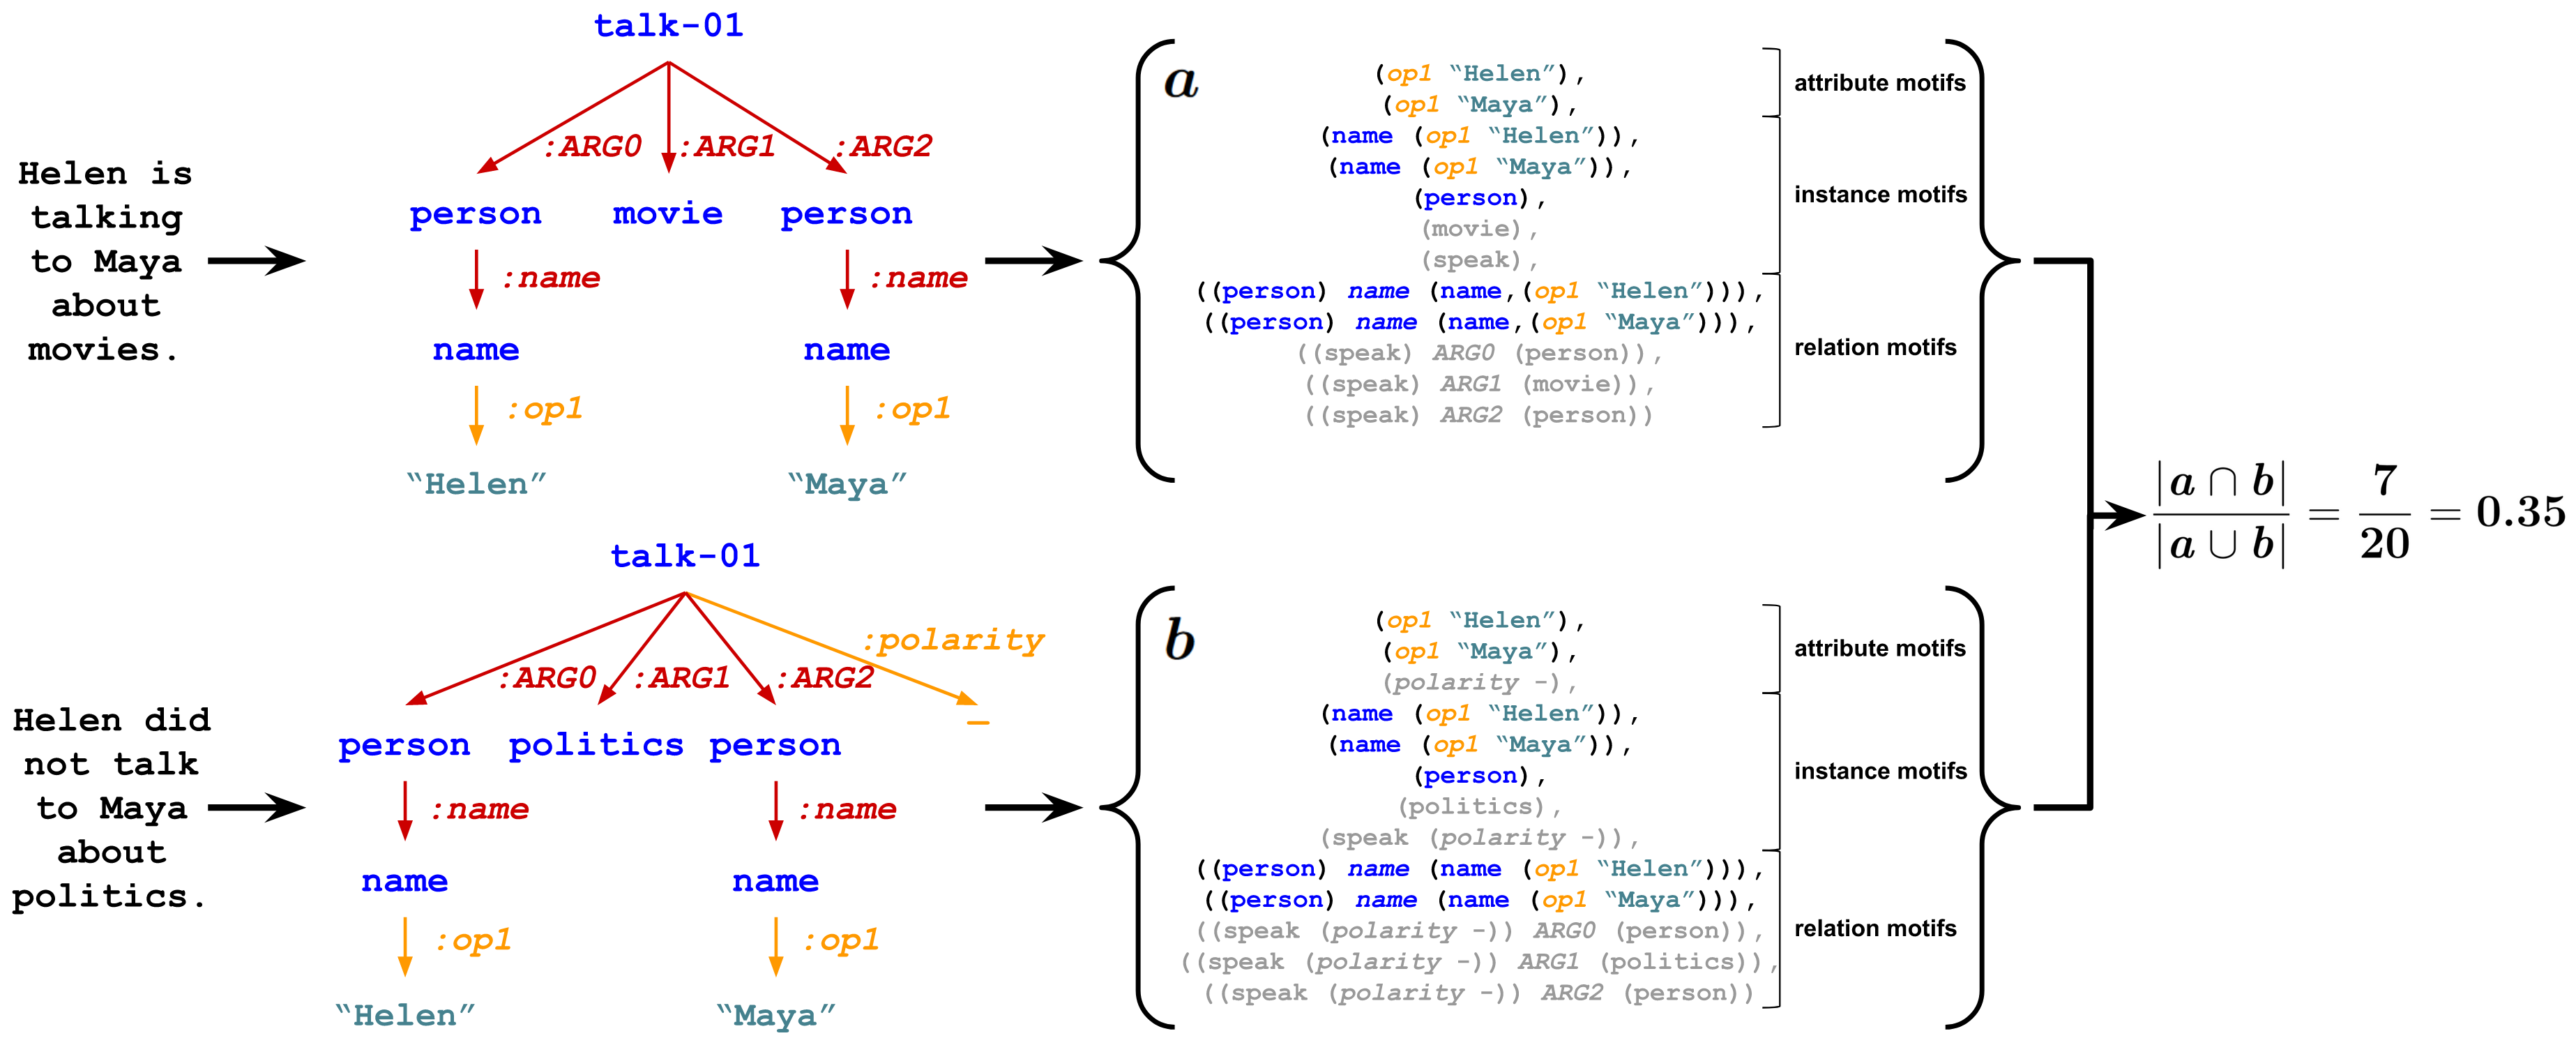 Helen is
talking
to Maya
about
movies.
talk-01
:ARG0 :ARG1 :ARG2
person movie person
:name :name
name name
:op1 :op1
“Helen” “Maya”
a
(op1 “Helen”),
(op1 “Maya”),
attribute motifs
(name (op1 “Helen”)),
(name (op1 “Maya”)),
(person),
(movie),
(speak),
instance motifs
((person) name (name,(op1 “Helen”))),
((person) name (name,(op1 “Maya”))),
((speak) ARG0 (person)),
((speak) ARG1 (movie)),
((speak) ARG2 (person))
relation motifs
Helen did
not talk
to Maya
about
politics.
talk-01
:polarity
:ARG0 :ARG1 :ARG2
–
person politics person
:name :name
name name
:op1 :op1
“Helen” “Maya”
b
(op1 “Helen”),
(op1 “Maya”),
(polarity -),
attribute motifs
(name (op1 “Helen”)),
(name (op1 “Maya”)),
(person),
(politics),
(speak (polarity -)),
instance motifs
((person) name (name (op1 “Helen”))),
((person) name (name (op1 “Maya”))),
((speak (polarity -)) ARG0 (person)),
((speak (polarity -)) ARG1 (politics)),
((speak (polarity -)) ARG2 (person))
relation motifs
|a ∩ b| / |a ∪ b| = 7/20 = 0.35